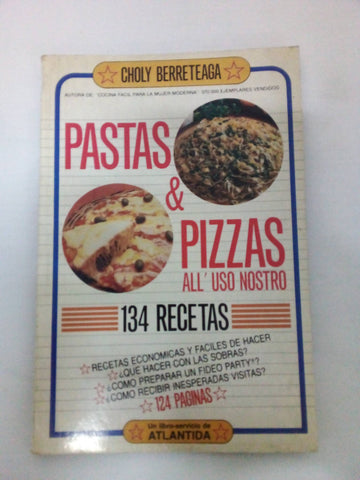 CHOLY BERRETEAGA
AUTORA DE: "COCINA FACIL PARA LA MUJER MODERNA" 370.000 EJEMPLARES VENDIDOS
PASTAS
&
PIZZAS
ALL' USO NOSTRO
134 RECETAS
RECETAS ECONOMICAS Y FACILES DE HACER
¿QUE HACER CON LAS SOBRAS?
¿COMO PREPARAR UN FIDEO PARTY?
¿COMO RECIBIR INESPERADAS VISITAS?
124 PAGINAS
Un libro-servicio de
ATLANTIDA